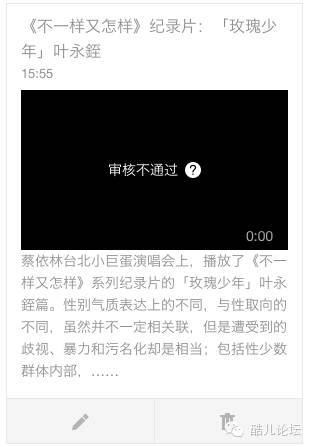 《不一样又怎样》纪录片：「玫瑰少
年」叶永鋕
15:55
审核不通过 ?
0:00
蔡依林台北小巨蛋演唱会上，播放了《不一
样又怎样》系列纪录片的「玫瑰少年」叶永
鋕篇。性别气质表达上的不同，与性取向的
不同，虽然并不一定相关联，但是遭受到的
歧视、暴力和污名化却是相当；包括性少数
群体内部，……
酷儿论坛